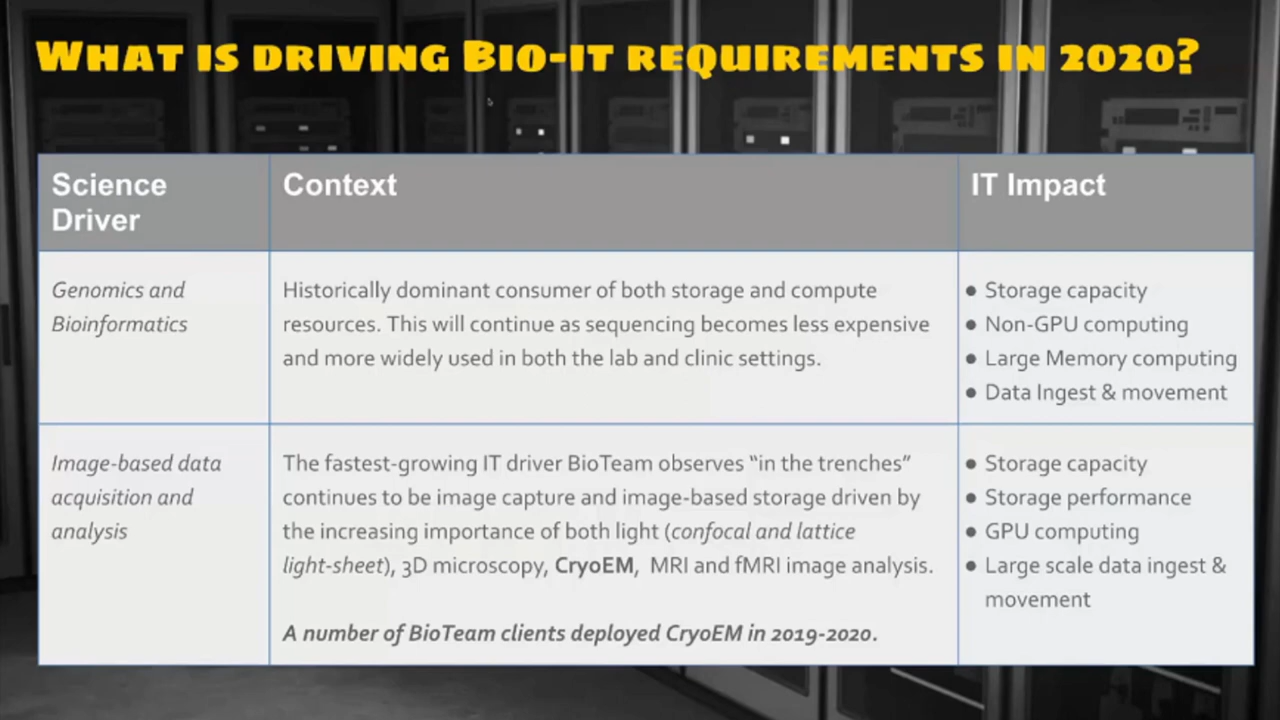 What is driving Bio-IT requirements in 2020?
Science
Driver
Context
IT Impact
Genomics and
Bioinformatics
Historically dominant consumer of both storage and compute
resources. This will continue as sequencing becomes less expensive
and more widely used in both the lab and clinic settings.
● Storage capacity
● Non-GPU computing
● Large Memory computing
● Data Ingest & movement
Image-based data
acquisition and
analysis
The fastest-growing IT driver BioTeam observes “in the trenches”
continues to be image capture and image-based storage driven by
the increasing importance of both light (confocal and lattice
light-sheet), 3D microscopy, CryoEM, MRI and fMRI image analysis.
A number of BioTeam clients deployed CryoEM in 2019-2020.
● Storage capacity
● Storage performance
● GPU computing
● Large scale data ingest &
movement